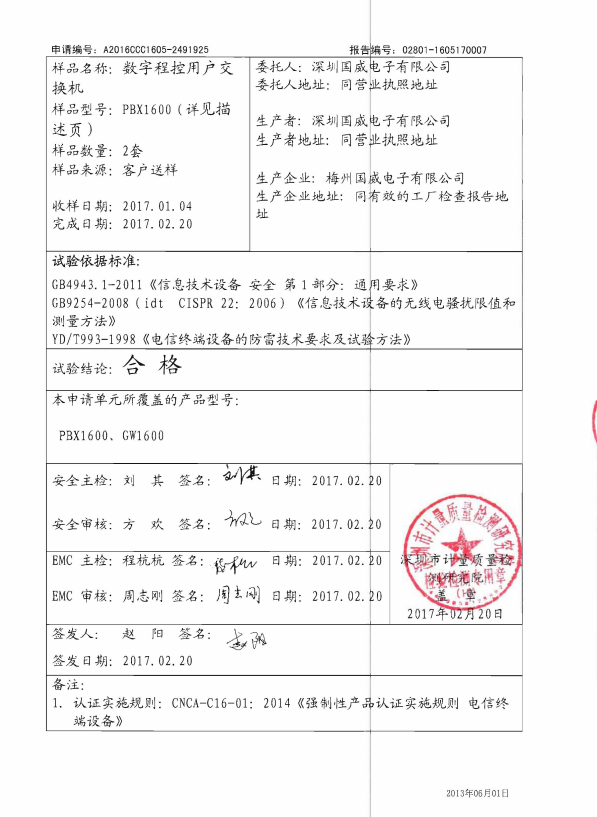 申请编号：A2016CCC1605-2491925 报告编号：02801-1605170007
样品名称：数字程控用户交
换机
样品型号：PBX1600（详见描
述页）
样品数量：2套
样品来源：客户送样
收样日期：2017.01.04
完成日期：2017.02.20
委托人：深圳国威电子有限公司
委托人地址：同营业执照地址
生产者：深圳国威电子有限公司
生产者地址：同营业执照地址
生产企业：梅州国威电子有限公司
生产企业地址：同有效的工厂检查报告地
址
试验依据标准：
GB4943.1-2011《信息技术设备 安全 第1部分：通用要求》
GB9254-2008（idt CISPR 22：2006）《信息技术设备的无线电骚扰限值和
测量方法》
YD/T993-1998《电信终端设备的防雷技术要求及试验方法》
试验结论：合格
本申请单元所覆盖的产品型号：
PBX1600、GW1600
安全主检：刘 其 签名：刘其 日期：2017.02.20
安全审核：方 欢 签名： 日期：2017.02.20
EMC 主检：程杭杭 签名： 日期：2017.02.20
EMC 审核：周志刚 签名：周志刚 日期：2017.02.20
深圳市计量质量检测研究院
检验检测专用章
深圳市计量质量检
测研究院
盖 章
2017年02月20日
签发人： 赵 阳 签名：赵阳
签发日期：2017.02.20
备注：
1. 认证实施规则：CNCA-C16-01：2014《强制性产品认证实施规则 电信终
端设备》
2013年06月01日